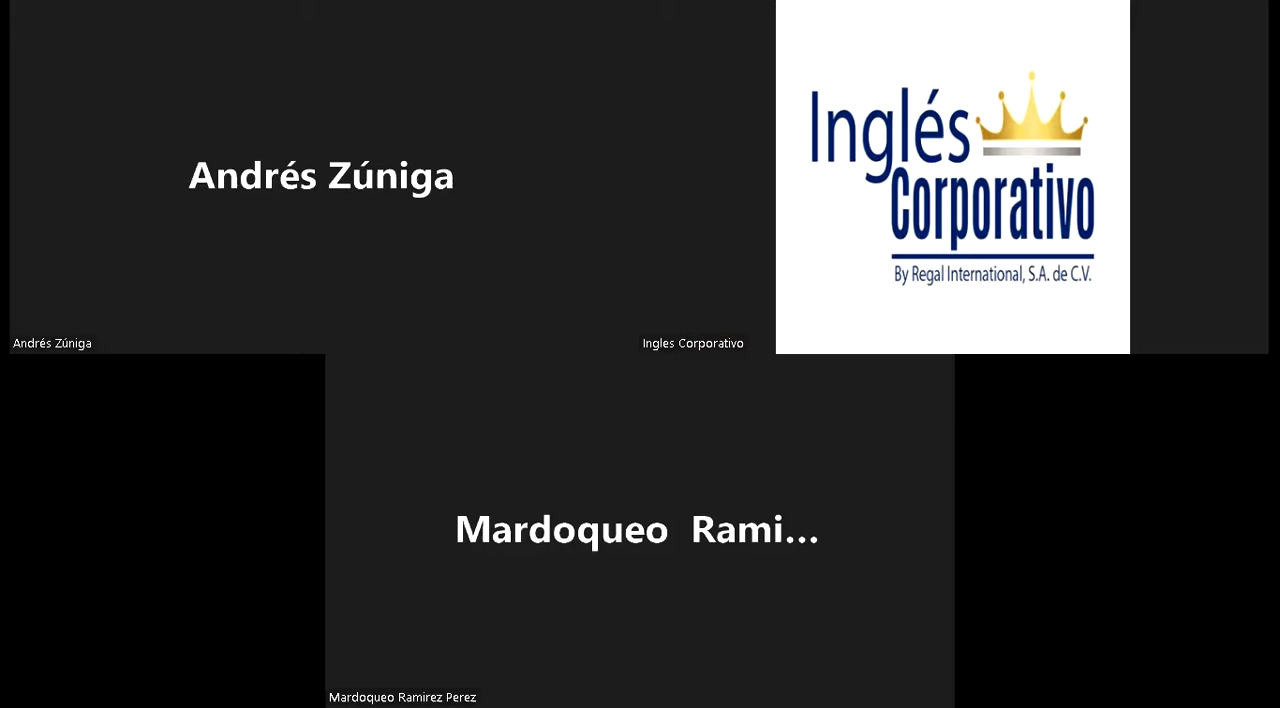 Andrés Zúniga
Andrés Zúniga
Inglés
Corporativo
By Regal International, S.A. de C.V.
Ingles Corporativo
Mardoqueo Rami...
Mardoqueo Ramirez Perez